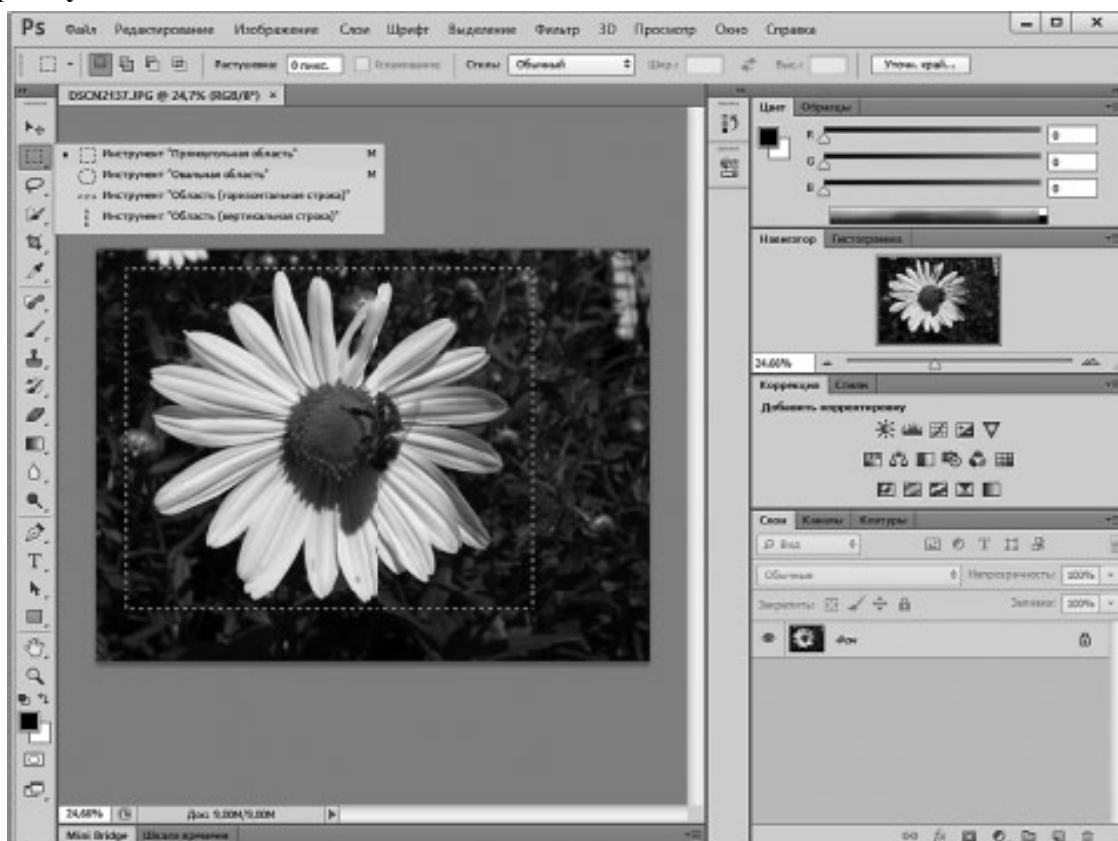 Ps Файл Редактирование Изображение Слои Шрифт Выделение Фильтр 3D Просмотр Окно Справка
Растушевка: 0 пикс. Сглаживание Стиль: Обычный Шир.: Выс.: Уточн. край...
DSCN2137.JPG @ 24,7% (RGB/8*) ×
Инструмент "Прямоугольная область" M
Инструмент "Овальная область" M
Инструмент "Область (горизонтальная строка)"
Инструмент "Область (вертикальная строка)"
Цвет Образцы
R 0
G 0
B 0
Навигатор Гистограмма
24,66%
Коррекция Стили
Добавить корректировку
Слои Каналы Контуры
Вид
Обычные Непрозрачность: 100%
Закрепить: Заливка: 100%
Фон
24,66% Док: 9,00M/9,00M
Mini Bridge Шкала времени